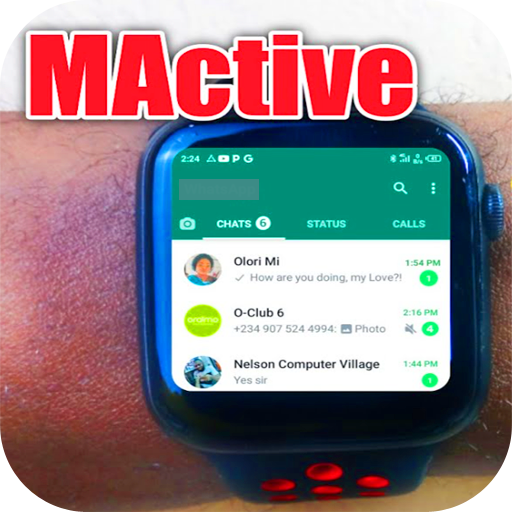 MActive
2:24 P G
CHATS 6 STATUS CALLS
Olori Mi 1:54 PM
✓ How are you doing, my Love?! 1
O-Club 6 2:16 PM
oraimo
+234 907 524 4994: Photo 4
Nelson Computer Village 1:44 PM
Yes sir 1